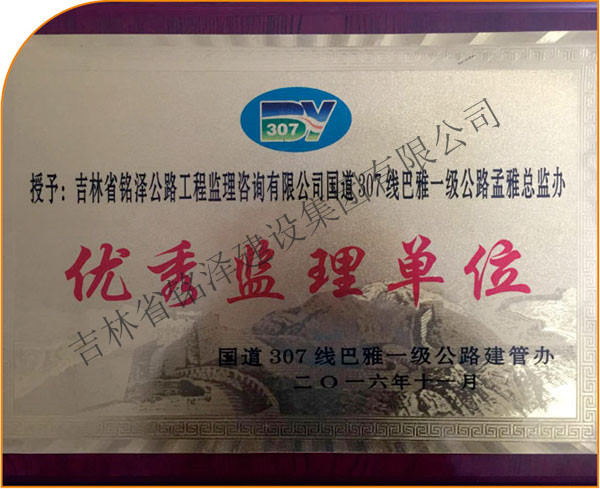 BY
307
授予：吉林省铭泽公路工程监理咨询有限公司国道307线巴雅一级公路孟雅总监办
优秀监理单位
国道307线巴雅一级公路建管办
二〇一六年十一月
吉林省铭泽建设集团有限公司